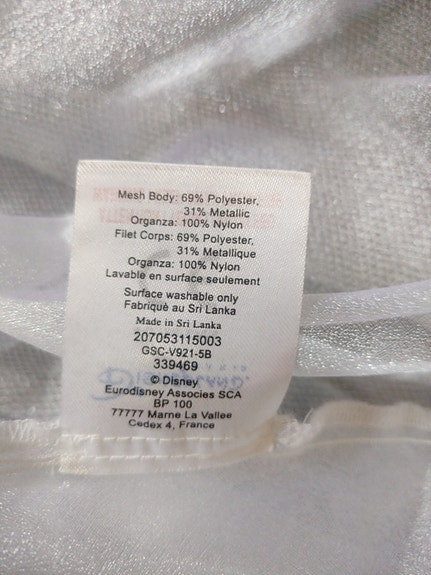 Mesh Body: 69% Polyester,
31% Metallic
Organza: 100% Nylon
Filet Corps: 69% Polyester,
31% Metallique
Organza: 100% Nylon
Lavable en surface seulement
Surface washable only
Fabriqué au Sri Lanka
Made in Sri Lanka
207053115003
GSC-V921-5B
339469
© Disney
Eurodisney Associes SCA
BP 100
77777 Marne La Vallee
Cedex 4, France